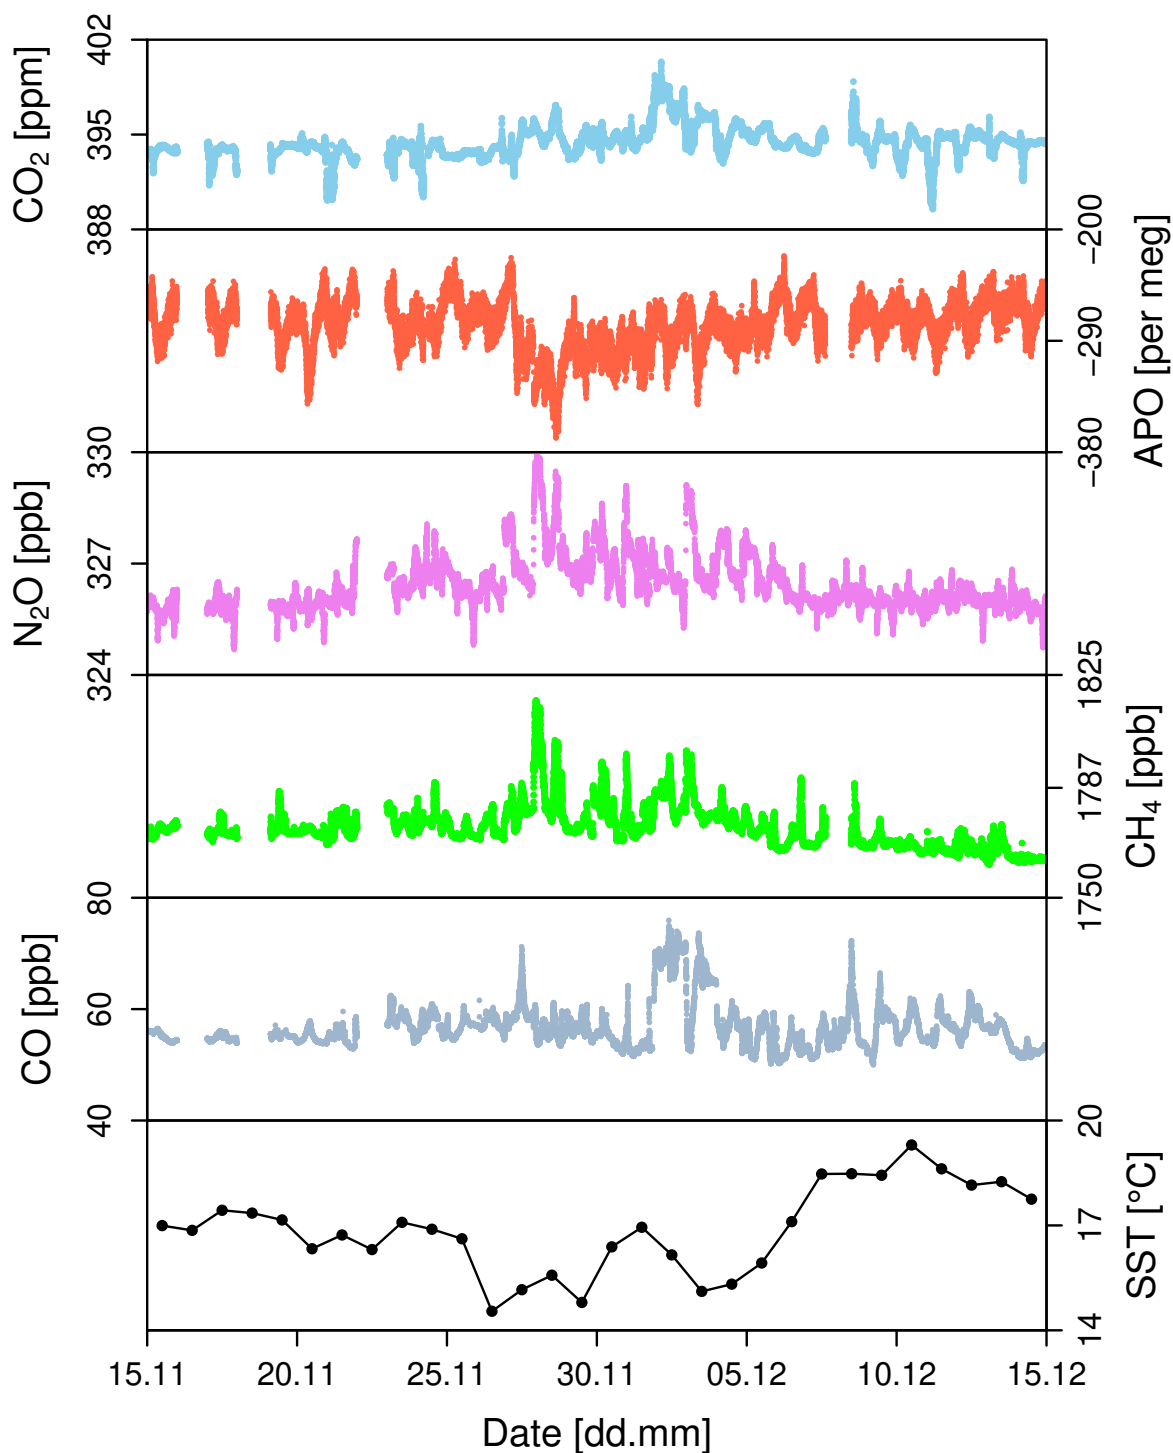 402
CO₂ [ppm]
395
388
−200
APO [per meg]
−290
−380
330
N₂O [ppb]
327
324
1825
CH₄ [ppb]
1787
1750
80
CO [ppb]
60
40
20
SST [°C]
17
14
15.11 20.11 25.11 30.11 05.12 10.12 15.12
Date [dd.mm]